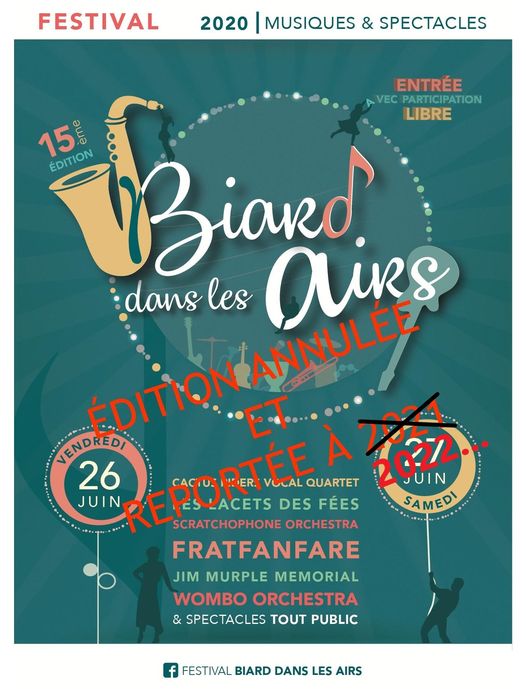 FESTIVAL 2020 | MUSIQUES & SPECTACLES
15ème
ÉDITION
ENTRÉE
AVEC PARTICIPATION
LIBRE
Biard
dans les airs
ÉDITION ANNULÉE
ET
REPORTÉE À 2021
2022...
VENDREDI
26
JUIN
27
JUIN
SAMEDI
CACTUS RIDERS VOCAL QUARTET
LES LACETS DES FÉES
SCRATCHOPHONE ORCHESTRA
FRATFANFARE
JIM MURPLE MEMORIAL
WOMBO ORCHESTRA
& SPECTACLES TOUT PUBLIC
FESTIVAL BIARD DANS LES AIRS